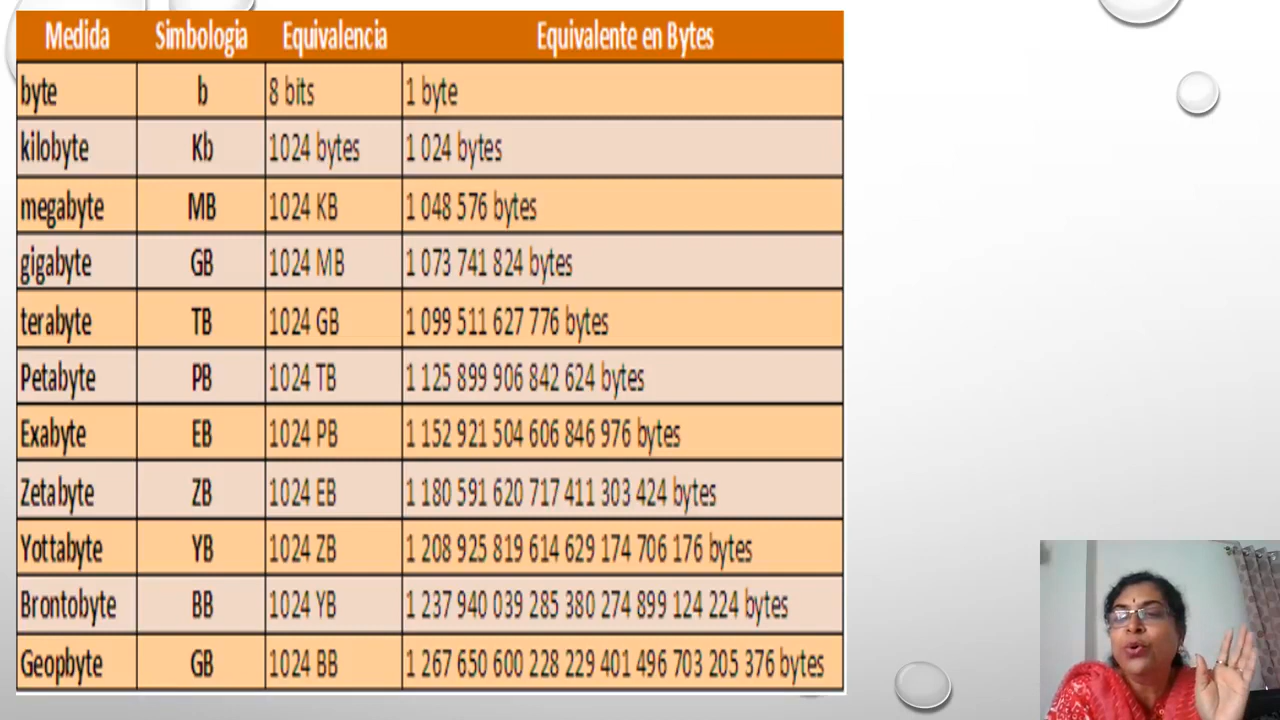 Medida Simbologia Equivalencia Equivalente en Bytes
byte b 8 bits 1 byte
kilobyte Kb 1024 bytes 1 024 bytes
megabyte MB 1024 KB 1 048 576 bytes
gigabyte GB 1024 MB 1 073 741 824 bytes
terabyte TB 1024 GB 1 099 511 627 776 bytes
Petabyte PB 1024 TB 1 125 899 906 842 624 bytes
Exabyte EB 1024 PB 1 152 921 504 606 846 976 bytes
Zetabyte ZB 1024 EB 1 180 591 620 717 411 303 424 bytes
Yottabyte YB 1024 ZB 1 208 925 819 614 629 174 706 176 bytes
Brontobyte BB 1024 YB 1 237 940 039 285 380 274 899 124 224 bytes
Geopbyte GB 1024 BB 1 267 650 600 228 229 401 496 703 205 376 bytes